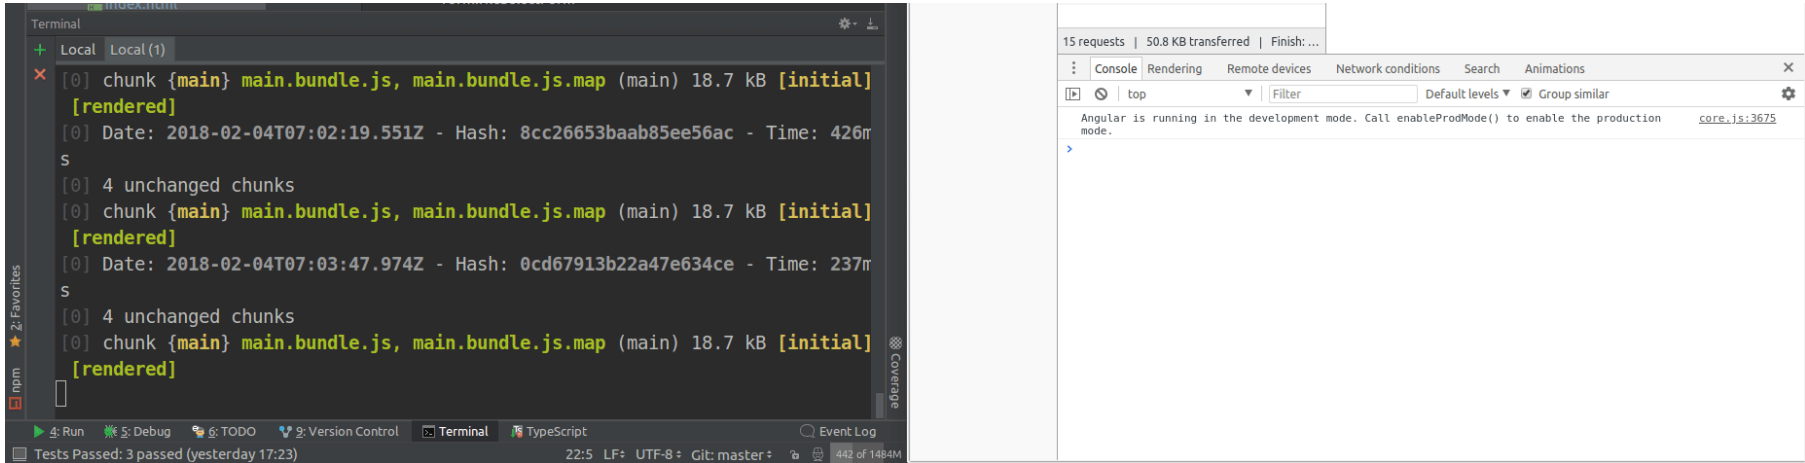 index.html
Terminal
Local Local (1)
[0] chunk {main} main.bundle.js, main.bundle.js.map (main) 18.7 kB [initial]
[rendered]
[0] Date: 2018-02-04T07:02:19.551Z - Hash: 8cc26653baab85ee56ac - Time: 426m
s
[0] 4 unchanged chunks
[0] chunk {main} main.bundle.js, main.bundle.js.map (main) 18.7 kB [initial]
[rendered]
[0] Date: 2018-02-04T07:03:47.974Z - Hash: 0cd67913b22a47e634ce - Time: 237m
s
[0] 4 unchanged chunks
[0] chunk {main} main.bundle.js, main.bundle.js.map (main) 18.7 kB [initial]
[rendered]
2: Favorites
npm
Coverage
4: Run 5: Debug 6: TODO 9: Version Control Terminal TypeScript Event Log
Tests Passed: 3 passed (yesterday 17:23) 22:5 LF UTF-8 Git: master 442 of 1484M
15 requests | 50.8 KB transferred | Finish: ...
Console Rendering Remote devices Network conditions Search Animations
top Filter Default levels Group similar
Angular is running in the development mode. Call enableProdMode() to enable the production core.js:3675
mode.